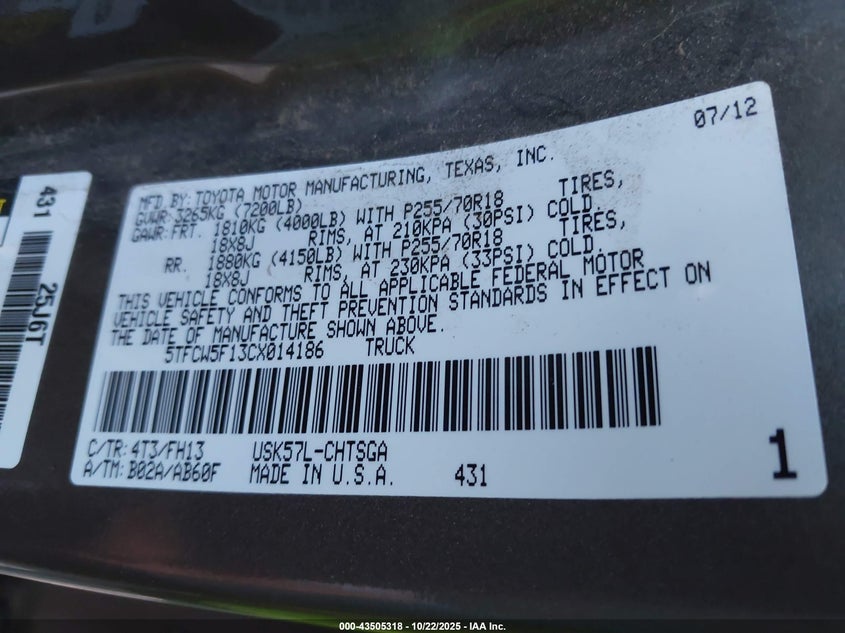 07/12
MFD. BY: TOYOTA MOTOR MANUFACTURING, TEXAS, INC.
GVWR: 3265KG (7200LB)
GAWR: FRT. 1810KG (4000LB) WITH P255/70R18 TIRES,
18X8J RIMS, AT 210KPA (30PSI) COLD.
RR. 1880KG (4150LB) WITH P255/70R18 TIRES,
18X8J RIMS, AT 230KPA (33PSI) COLD.
THIS VEHICLE CONFORMS TO ALL APPLICABLE FEDERAL MOTOR
VEHICLE SAFETY AND THEFT PREVENTION STANDARDS IN EFFECT ON
THE DATE OF MANUFACTURE SHOWN ABOVE.
5TFCW5F13CX014186 TRUCK
C/TR: 4T3/FH13 USK57L-CHTSGA
A/TM: B02A/AB60F MADE IN U.S.A. 431
1
431
25J6T
000-43505318 - 10/22/2025 - IAA Inc.